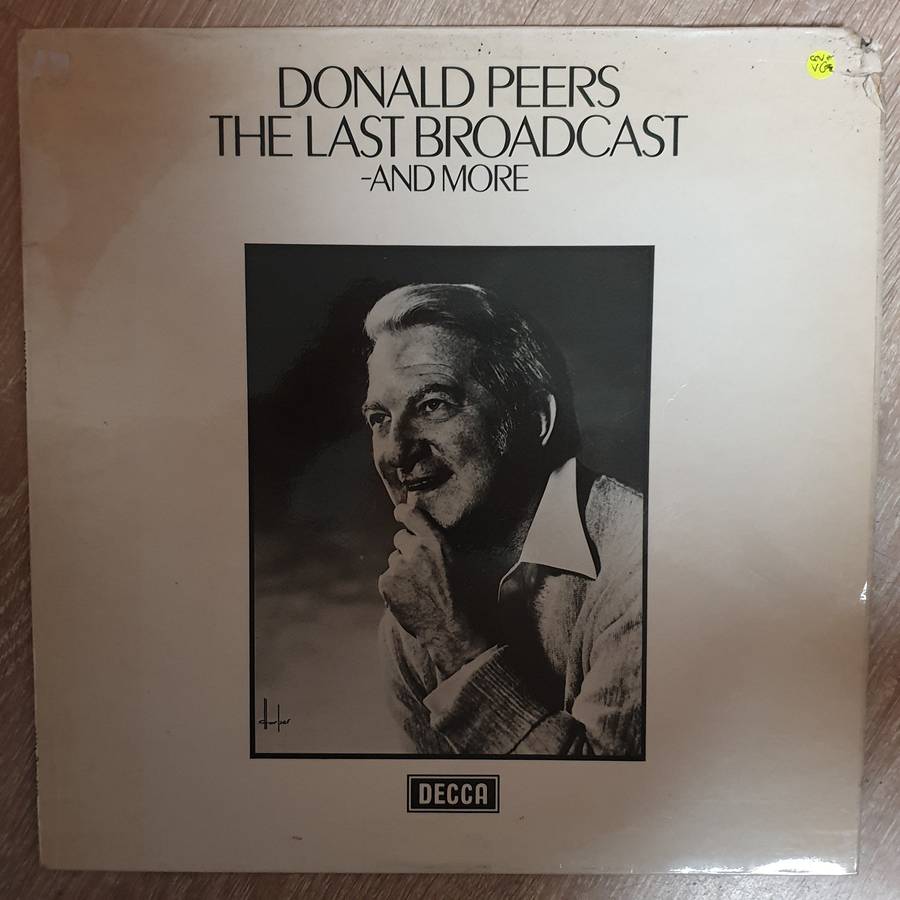 DONALD PEERS
THE LAST BROADCAST
-AND MORE
DECCA